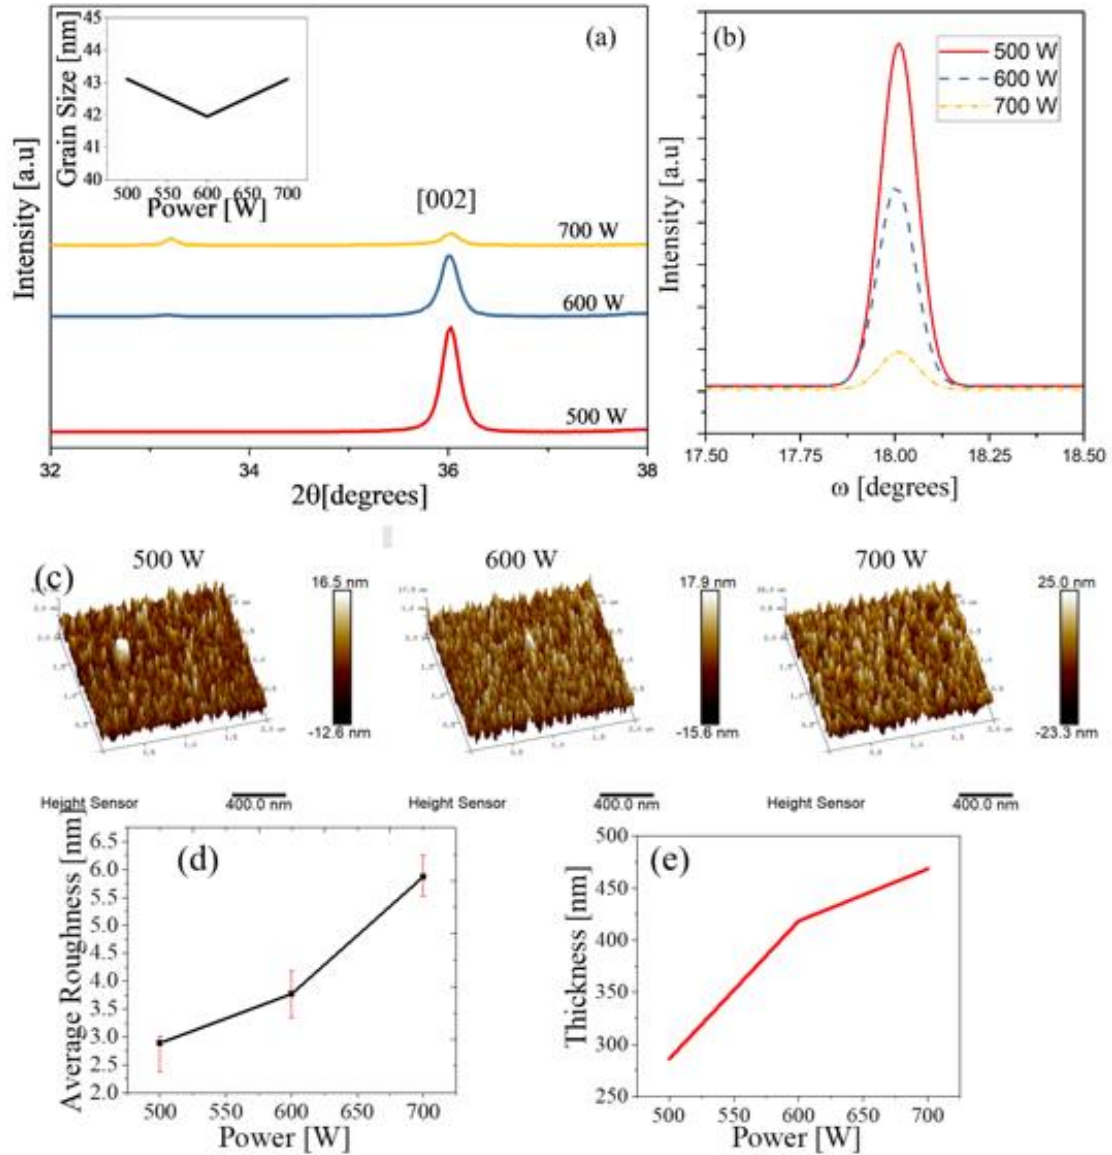 (a)
Intensity [a.u]
2θ[degrees]
32 34 36 38
[002]
700 W
600 W
500 W
Grain Size [nm]
45
44
43
42
41
40
500 550 600 650 700
Power [W]
(b)
Intensity [a.u]
500 W
600 W
700 W
17.50 17.75 18.00 18.25 18.50
ω [degrees]
(c)
500 W
16.5 nm
-12.6 nm
Height Sensor
400.0 nm
600 W
17.9 nm
-15.6 nm
Height Sensor
400.0 nm
700 W
25.0 nm
-23.3 nm
Height Sensor
400.0 nm
(d)
Average Roughness [nm]
6.5
6.0
5.5
5.0
4.5
4.0
3.5
3.0
2.5
2.0
500 550 600 650 700
Power [W]
(e)
Thickness [nm]
500
450
400
350
300
250
500 550 600 650 700
Power [W]